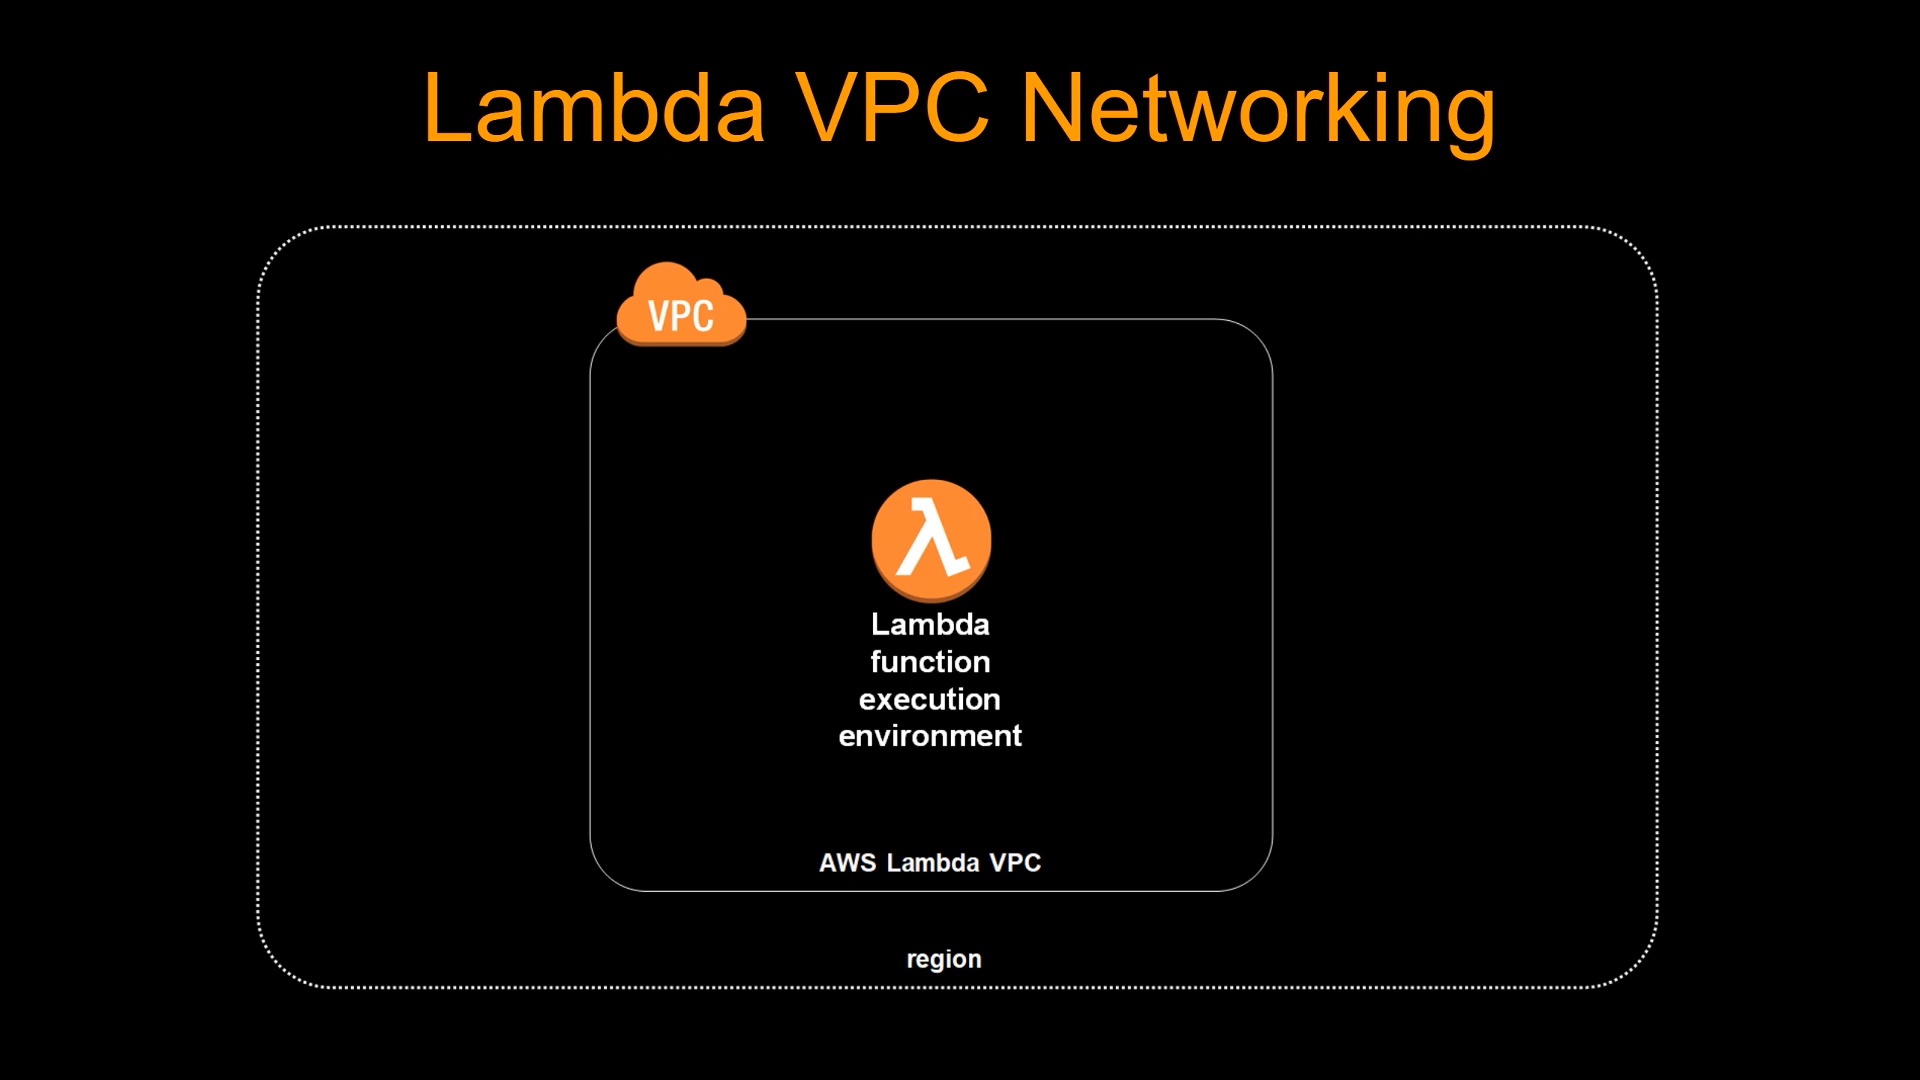 Lambda VPC Networking
VPC
Lambda
function
execution
environment
AWS Lambda VPC
region